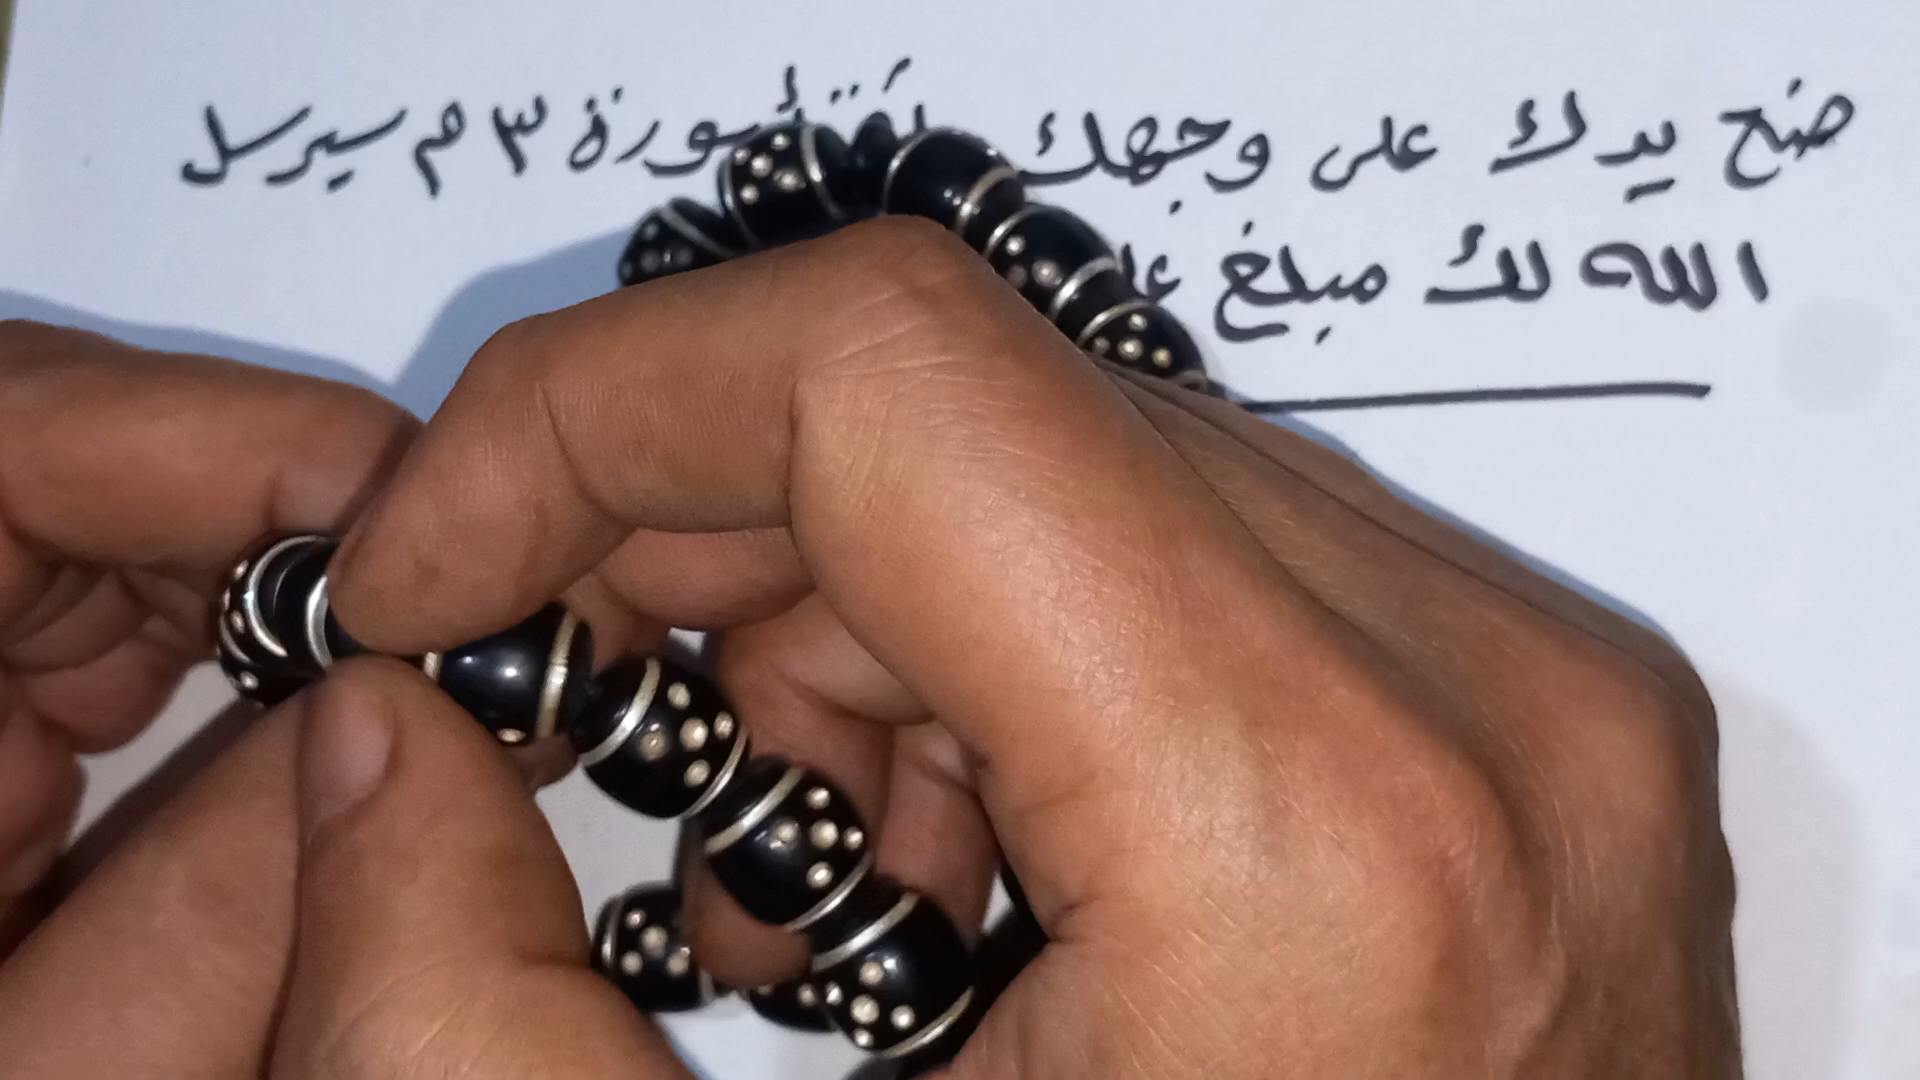 ضع يدك على وجهك سورة ٣ م سيرسل
الله لك مبلغ